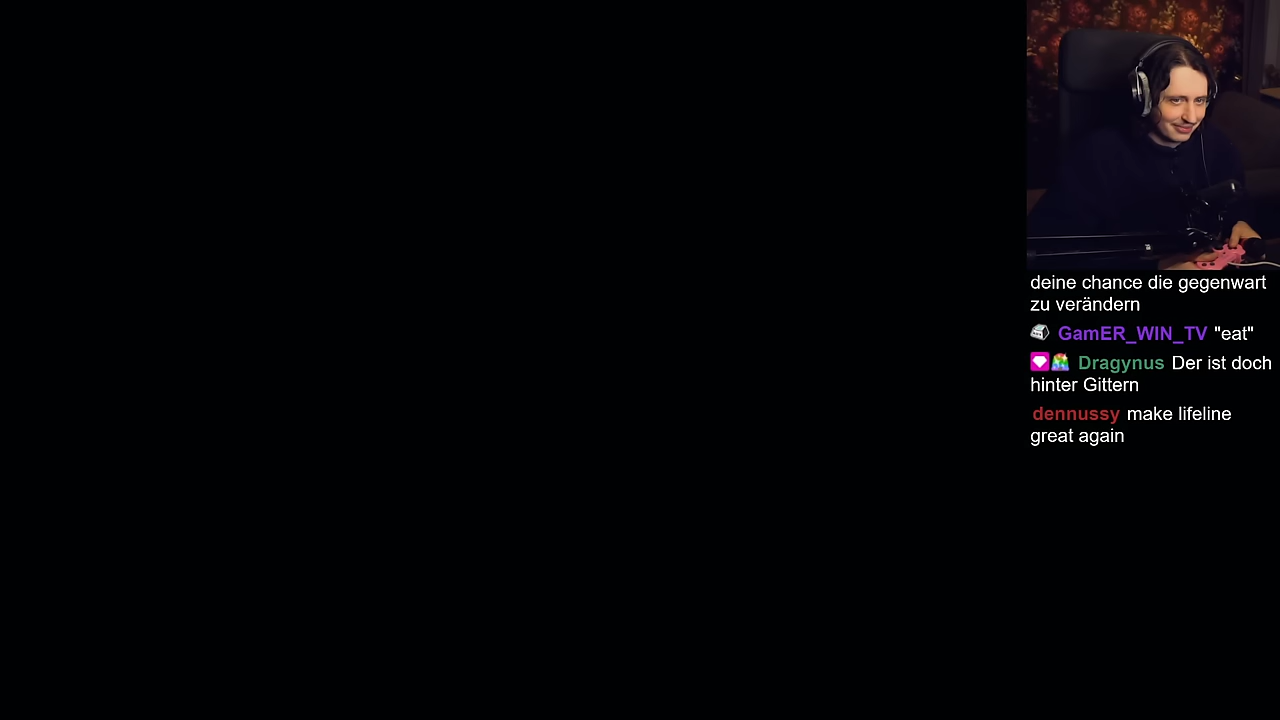 deine chance die gegenwart
zu verändern
GamER_WIN_TV "eat"
Dragynus Der ist doch
hinter Gittern
dennussy make lifeline
great again